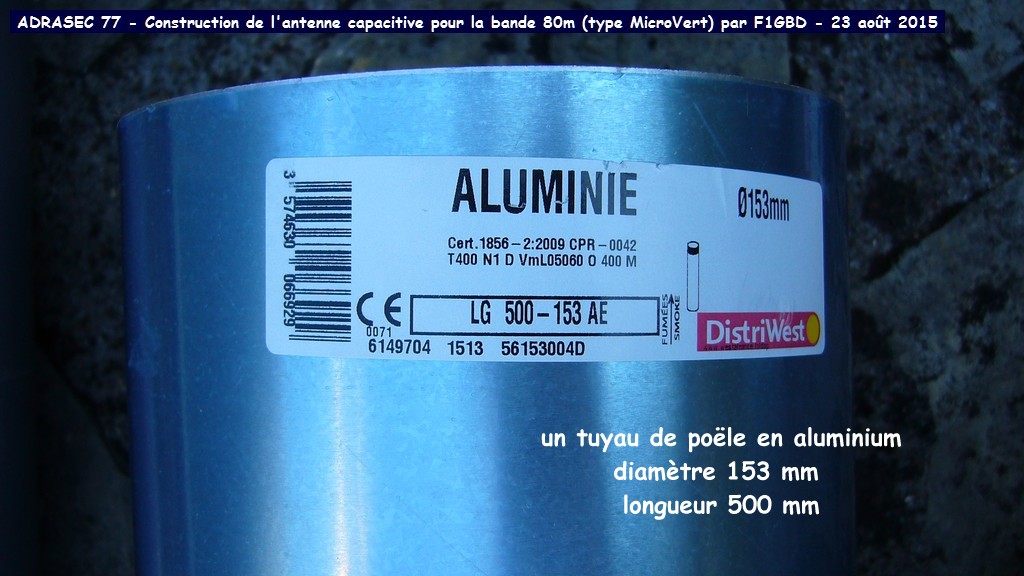 ADRASEC 77 - Construction de l'antenne capacitive pour la bande 80m (type MicroVert) par F1GBD - 23 août 2015
ALUMINIE
Ø153mm
3 574630 066929
Cert.1856-2:2009 CPR-0042
T400 N1 D VmL05060 O 400 M
CE
0071
LG 500-153 AE
FUMÉES
SMOKE
DistriWest
6149704 1513 56153004D
un tuyau de poële en aluminium
diamètre 153 mm
longueur 500 mm